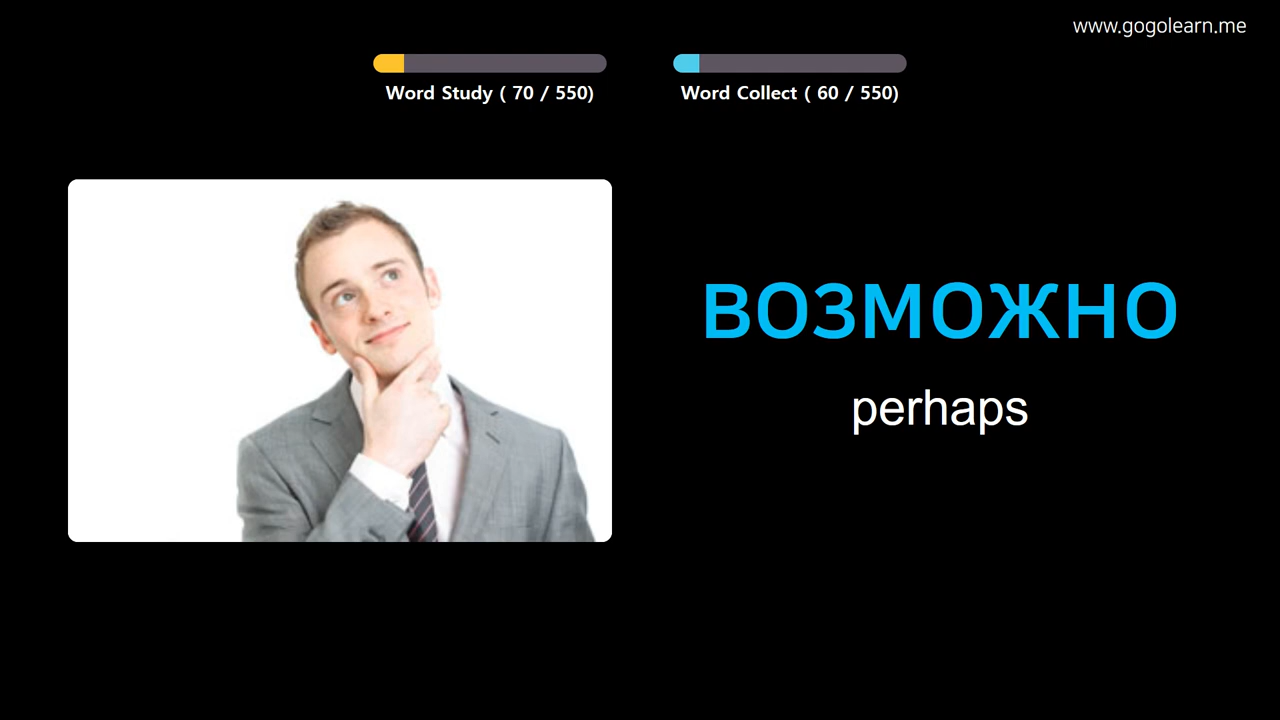 www.gogolearn.me
Word Study ( 70 / 550)
Word Collect ( 60 / 550)
возможно
perhaps